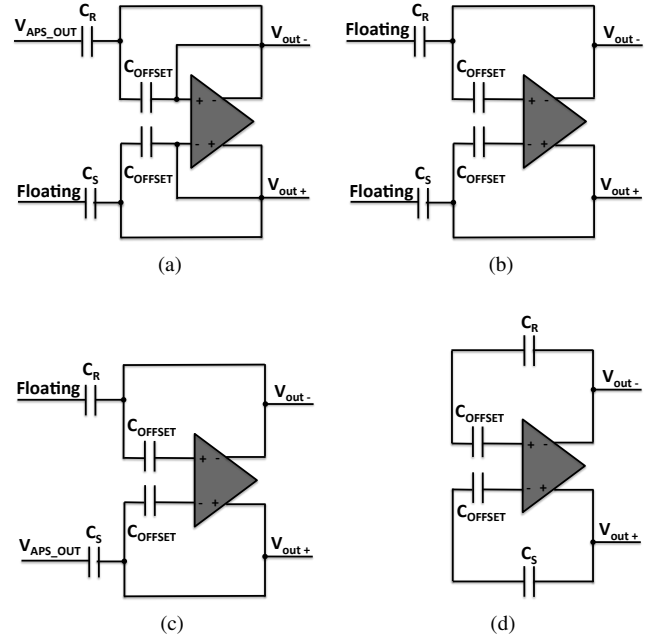 C_R
V_APS_OUT
V_out -
C_OFFSET
+ -
- +
C_OFFSET
C_S
Floating
V_out +
(a)
C_R
Floating
V_out -
C_OFFSET
+ -
- +
C_OFFSET
C_S
Floating
V_out +
(b)
C_R
Floating
V_out -
C_OFFSET
+ -
- +
C_OFFSET
C_S
V_APS_OUT
V_out +
(c)
C_R
V_out -
C_OFFSET
+ -
- +
C_OFFSET
V_out +
C_S
(d)